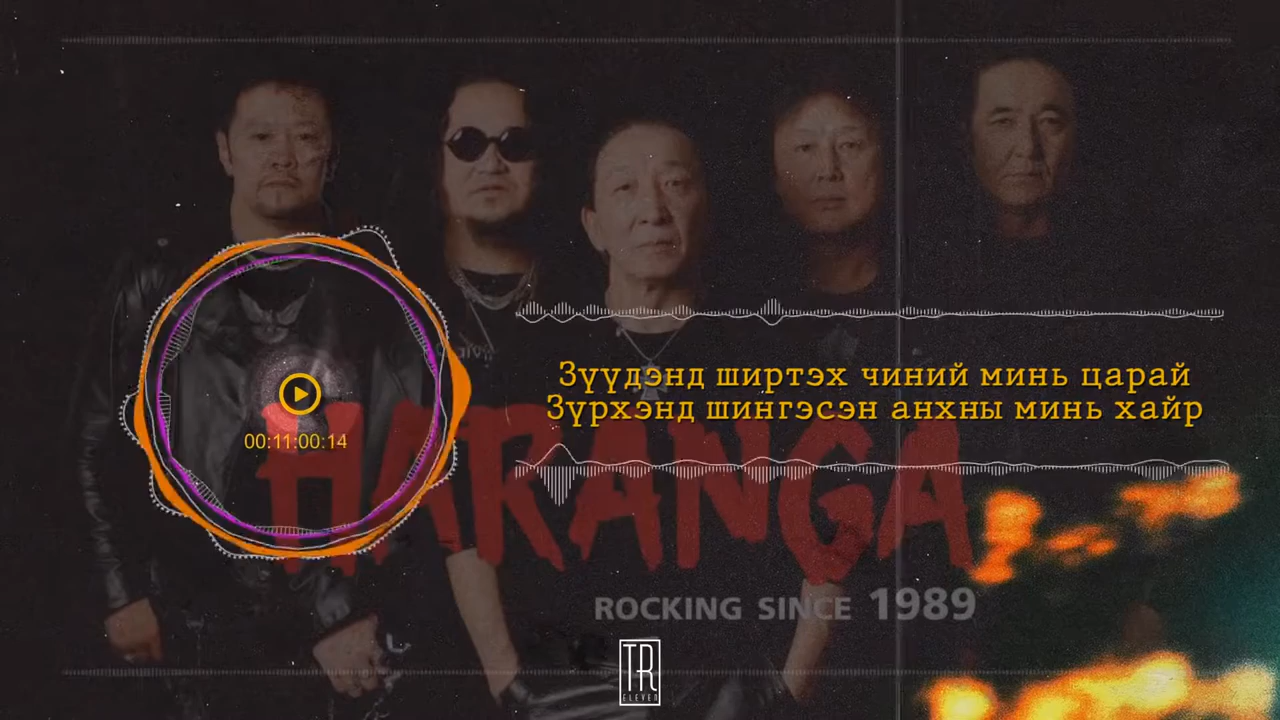 Зүүдэнд ширтэх чиний минь царай
Зүрхэнд шингэсэн анхны минь хайр
00:11:00:14
HARANGA
ROCKING SINCE 1989
TR
ELEVEN